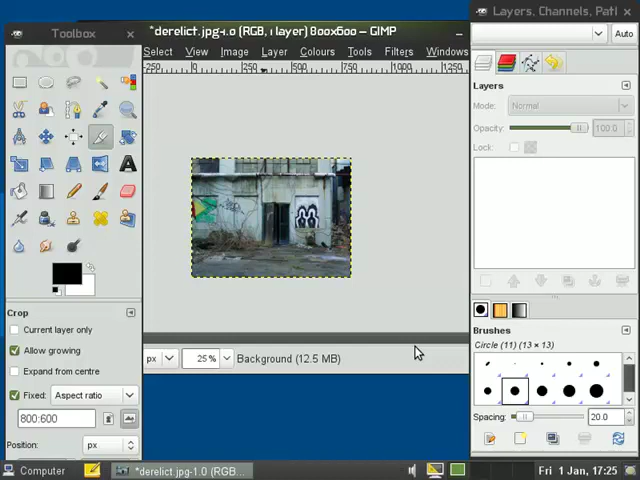 Toolbox
*derelict.jpg-1.0 (RGB, 1 layer) 800x600 – GIMP
Select View Image Layer Colours Tools Filters Windows
-250 0 250 500 750 1000 1250
Crop
Current layer only
Allow growing
Expand from centre
Fixed: Aspect ratio
800:600
Position: px
px 25% Background (12.5 MB)
Layers, Channels, Pat
Auto
Layers
Mode: Normal
Opacity: 100.0
Lock:
Brushes
Circle (11) (13 × 13)
Spacing: 20.0
Computer
*derelict.jpg-1.0 (RGB...
Fri 1 Jan, 17:25